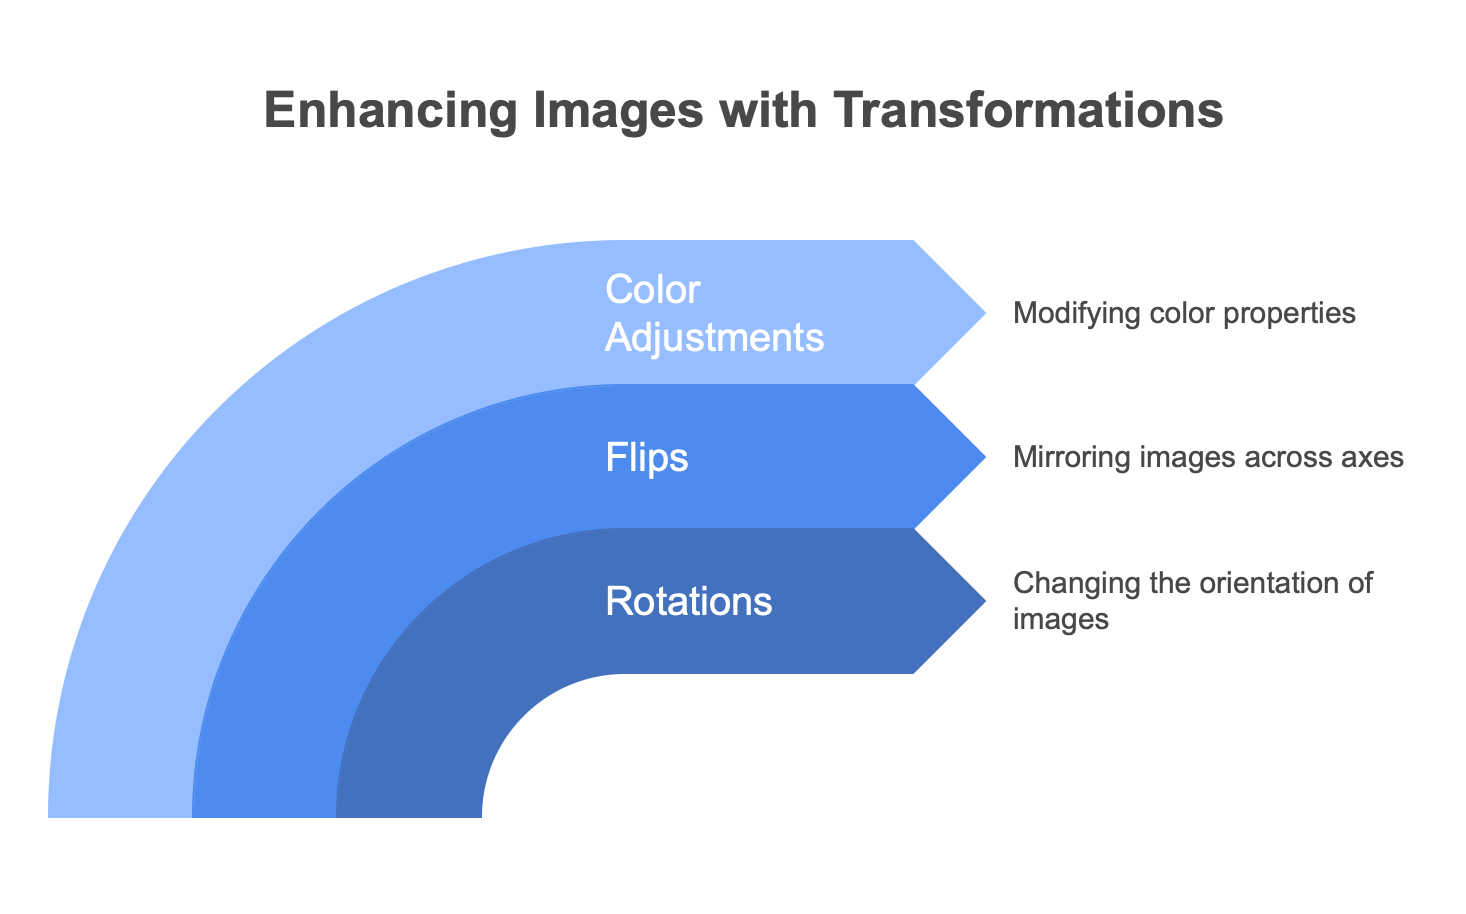 Enhancing Images with Transformations
Color
Adjustments
Modifying color properties
Flips
Mirroring images across axes
Rotations
Changing the orientation of
images